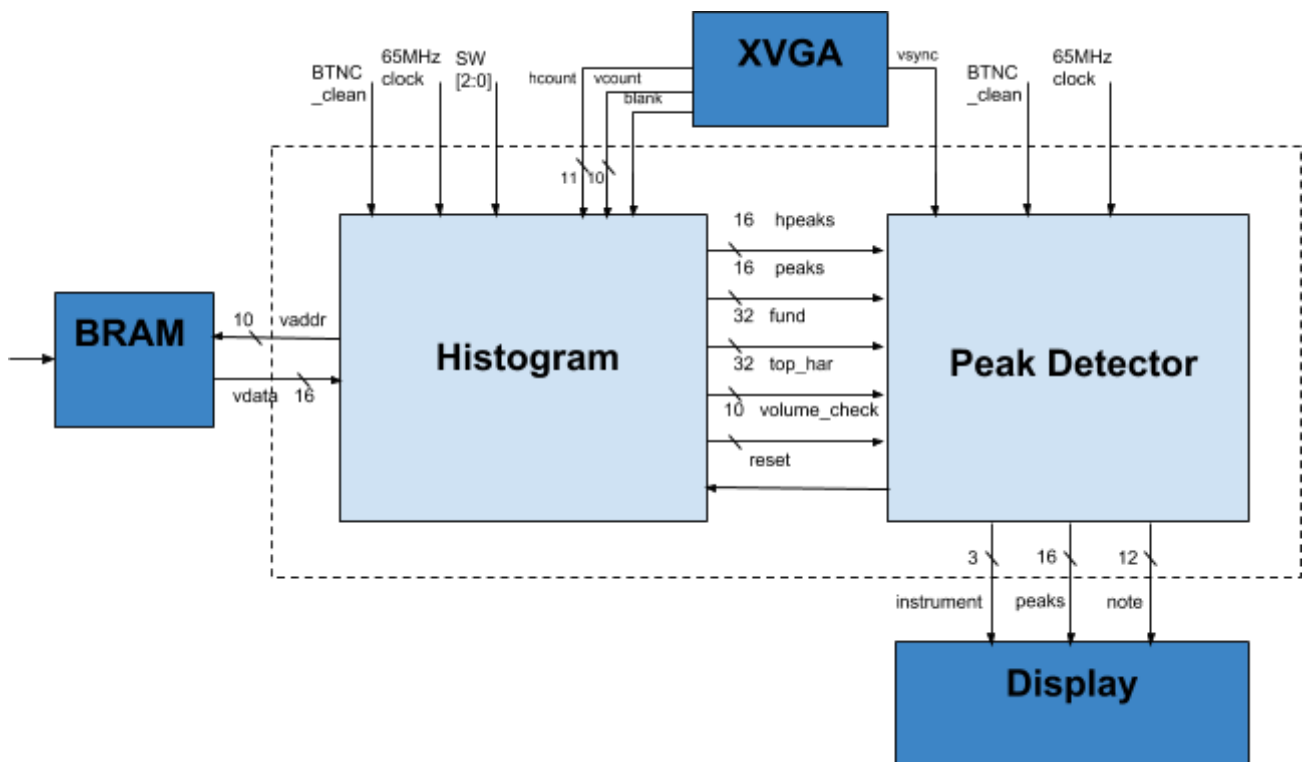 XVGA
65MHz
clock
SW
[2:0]
BTNC
_clean
hcount
vcount
blank
vsync
BTNC
_clean
65MHz
clock
11
10
16 hpeaks
16 peaks
32 fund
32 top_har
10 volume_check
reset
BRAM
10 vaddr
vdata 16
Histogram
Peak Detector
3
16
12
instrument
peaks
note
Display